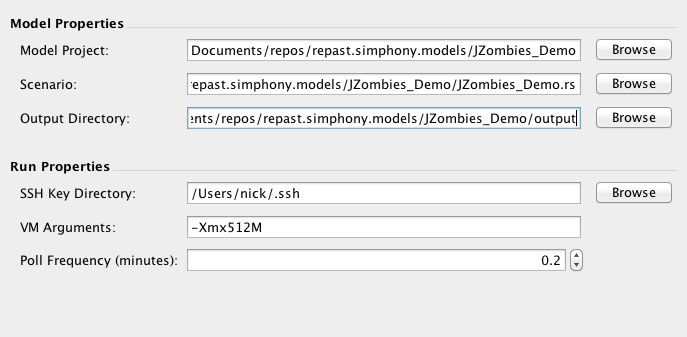 Model Properties
Model Project: Documents/repos/repast.simphony.models/JZombies_Demo Browse
Scenario: repast.simphony.models/JZombies_Demo/JZombies_Demo.rs Browse
Output Directory: ents/repos/repast.simphony.models/JZombies_Demo/output Browse
Run Properties
SSH Key Directory: /Users/nick/.ssh Browse
VM Arguments: -Xmx512M
Poll Frequency (minutes): 0.2